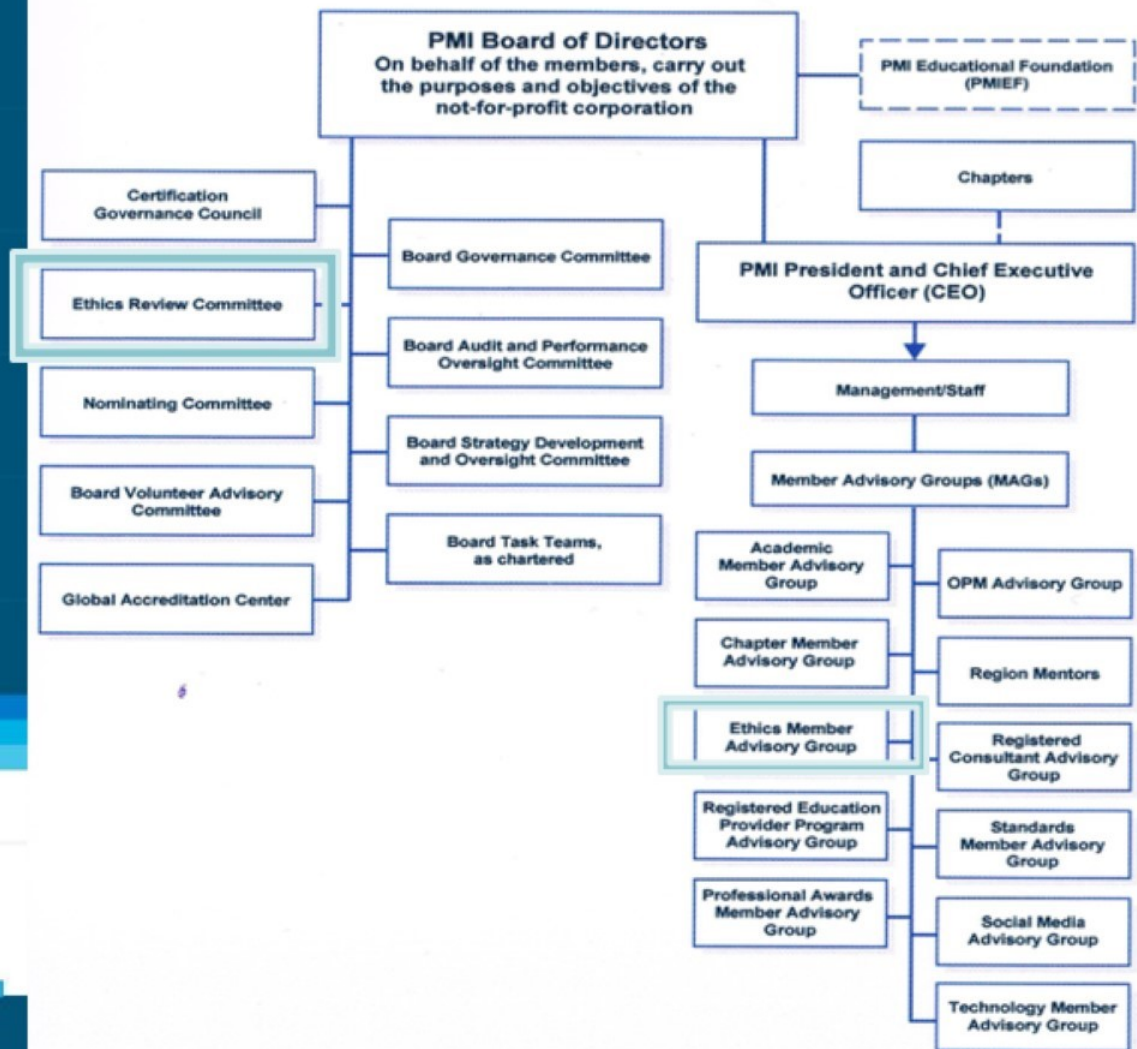 PMI Board of Directors
On behalf of the members, carry out
the purposes and objectives of the
not-for-profit corporation
PMI Educational Foundation
(PMIEF)
Chapters
Certification
Governance Council
Ethics Review Committee
Nominating Committee
Board Volunteer Advisory
Committee
Global Accreditation Center
Board Governance Committee
Board Audit and Performance
Oversight Committee
Board Strategy Development
and Oversight Committee
Board Task Teams,
as chartered
PMI President and Chief Executive
Officer (CEO)
Management/Staff
Member Advisory Groups (MAGs)
Academic
Member Advisory
Group
Chapter Member
Advisory Group
Ethics Member
Advisory Group
Registered Education
Provider Program
Advisory Group
Professional Awards
Member Advisory
Group
OPM Advisory Group
Region Mentors
Registered
Consultant Advisory
Group
Standards
Member Advisory
Group
Social Media
Advisory Group
Technology Member
Advisory Group